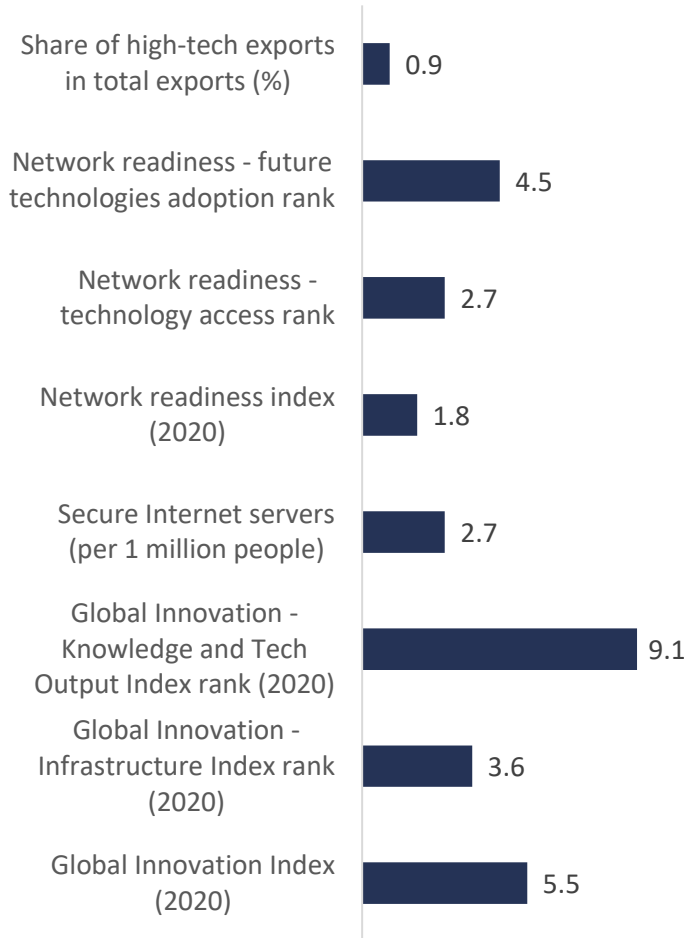 Share of high-tech exports
in total exports (%)
0.9
Network readiness - future
technologies adoption rank
4.5
Network readiness -
technology access rank
2.7
Network readiness index
(2020)
1.8
Secure Internet servers
(per 1 million people)
2.7
Global Innovation -
Knowledge and Tech
Output Index rank (2020)
9.1
Global Innovation -
Infrastructure Index rank
(2020)
3.6
Global Innovation Index
(2020)
5.5